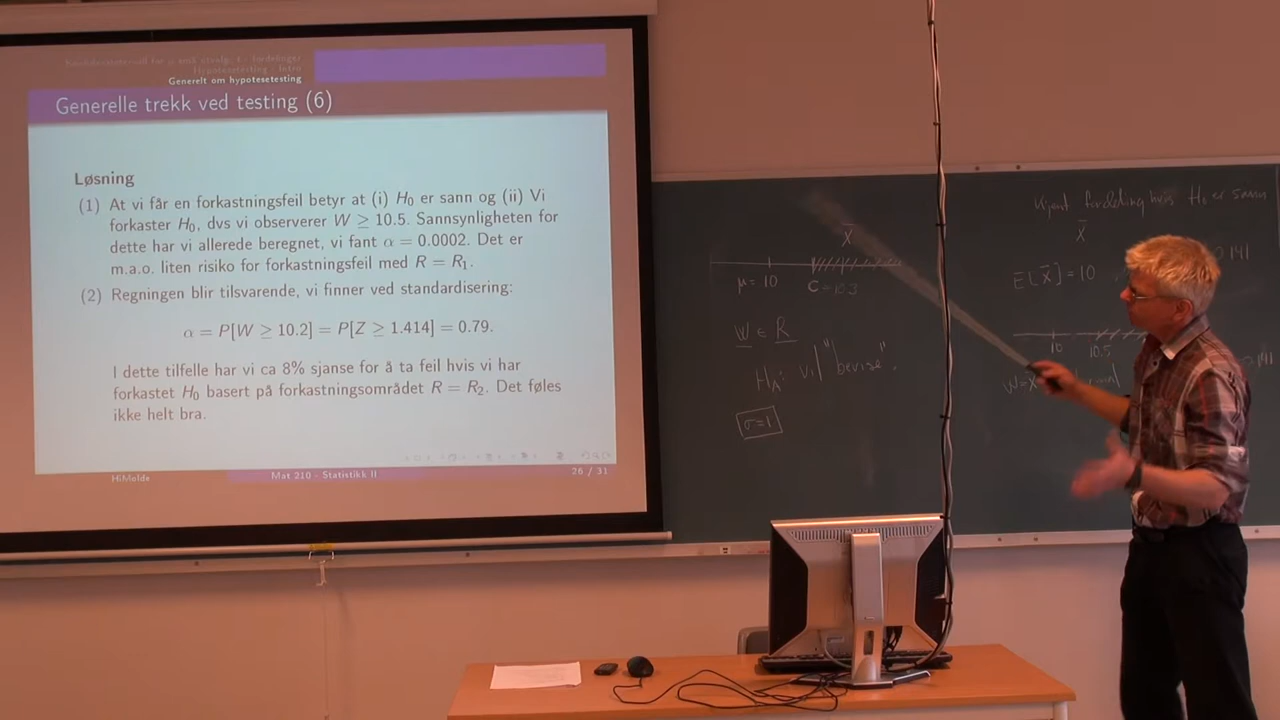 Generelt om hypotesetesting
Generelle trekk ved testing (6)
Løsning
(1) At vi får en forkastningsfeil betyr at (i) H₀ er sann og (ii) Vi
forkaster H₀, dvs vi observerer W ≥ 10.5. Sannsynligheten for
dette har vi allerede beregnet, vi fant α = 0.0002. Det er
m.a.o. liten risiko for forkastningsfeil med R = R₁.
(2) Regningen blir tilsvarende, vi finner ved standardisering:
α = P[W ≥ 10.2] = P[Z ≥ 1.414] = 0.79.
I dette tilfelle har vi ca 8% sjanse for å ta feil hvis vi har
forkastet H₀ basert på forkastningsområdet R = R₂. Det føles
ikke helt bra.
HiMolde
Mat 210 - Statistikk II
26 / 31
X̄
μ = 10
W ∈ R
H_A: vil "bevise".
σ=1
Kjent fordeling hvis H₀ er sann
X̄
E[X̄] = 10
10
10.5